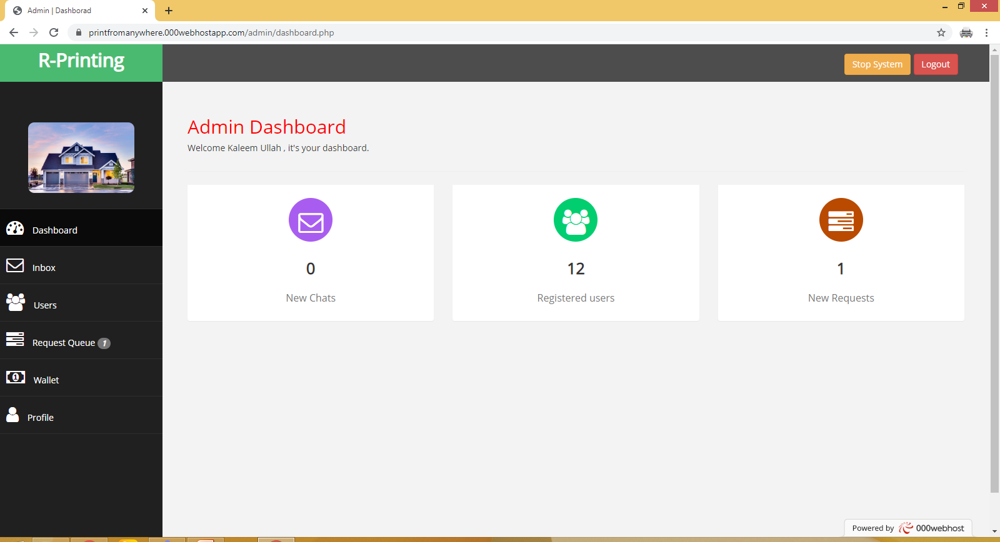 Admin | Dashborad
printfromanywhere.000webhostapp.com/admin/dashboard.php
R-Printing
Stop System
Logout
Admin Dashboard
Welcome Kaleem Ullah , it's your dashboard.
Dashboard
Inbox
Users
Request Queue 1
Wallet
Profile
0
New Chats
12
Registered users
1
New Requests
Powered by 000webhost